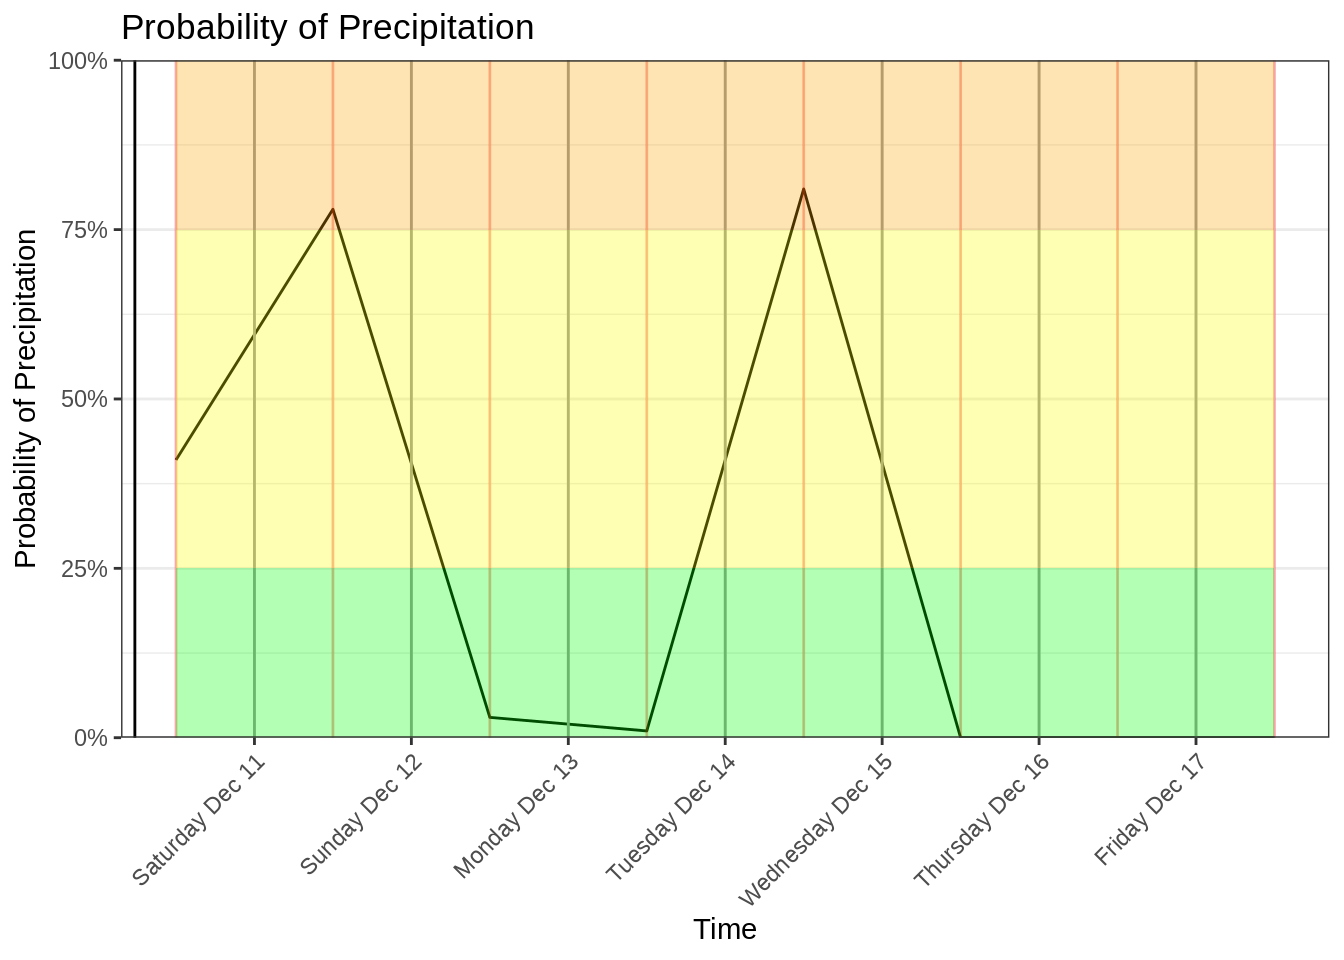 Probability of Precipitation
Probability of Precipitation
100%
75%
50%
25%
0%
Saturday Dec 11
Sunday Dec 12
Monday Dec 13
Tuesday Dec 14
Wednesday Dec 15
Thursday Dec 16
Friday Dec 17
Time